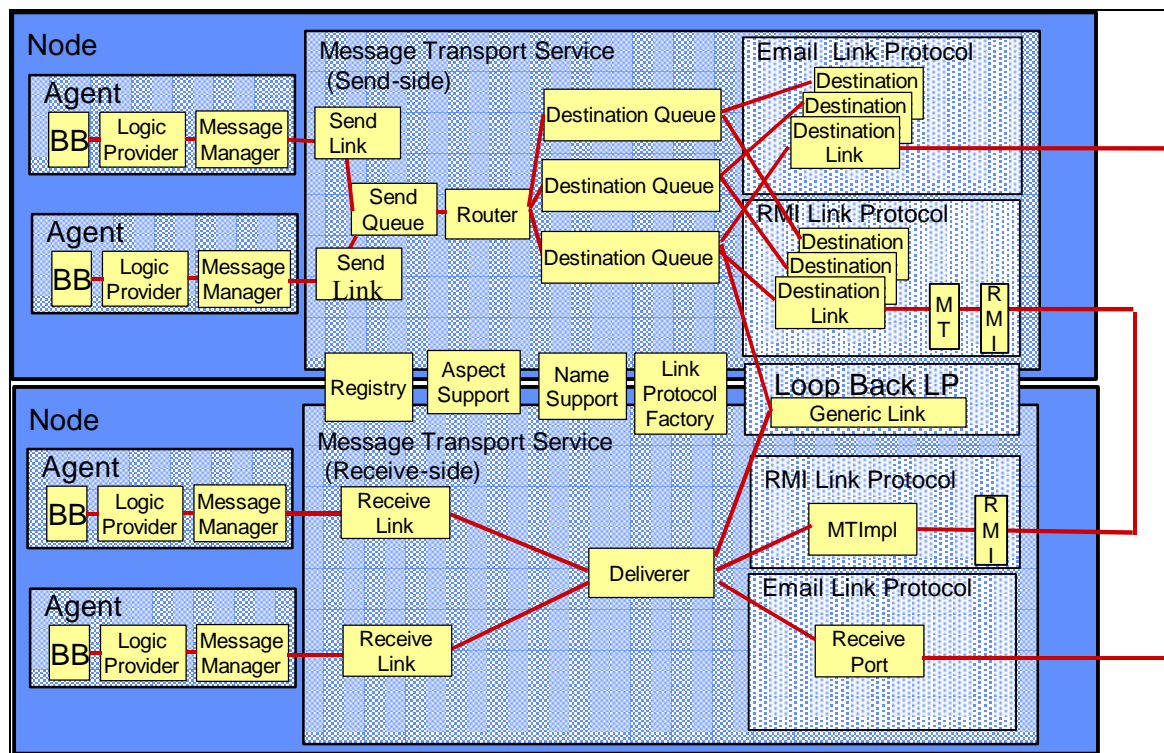 Node
Agent
BB
Logic
Provider
Message
Manager
Agent
BB
Logic
Provider
Message
Manager
Message Transport Service
(Send-side)
Send
Link
Send
Queue
Send
Link
Router
Destination Queue
Destination Queue
Destination Queue
Email Link Protocol
Destination
Destination
Destination
Link
RMI Link Protocol
Destination
Destination
Destination
Link
M
T
R
M
I
Registry
Aspect
Support
Name
Support
Link
Protocol
Factory
Loop Back LP
Generic Link
Node
Agent
BB
Logic
Provider
Message
Manager
Agent
BB
Logic
Provider
Message
Manager
Message Transport Service
(Receive-side)
Receive
Link
Receive
Link
Deliverer
RMI Link Protocol
MTImpl
R
M
I
Email Link Protocol
Receive
Port